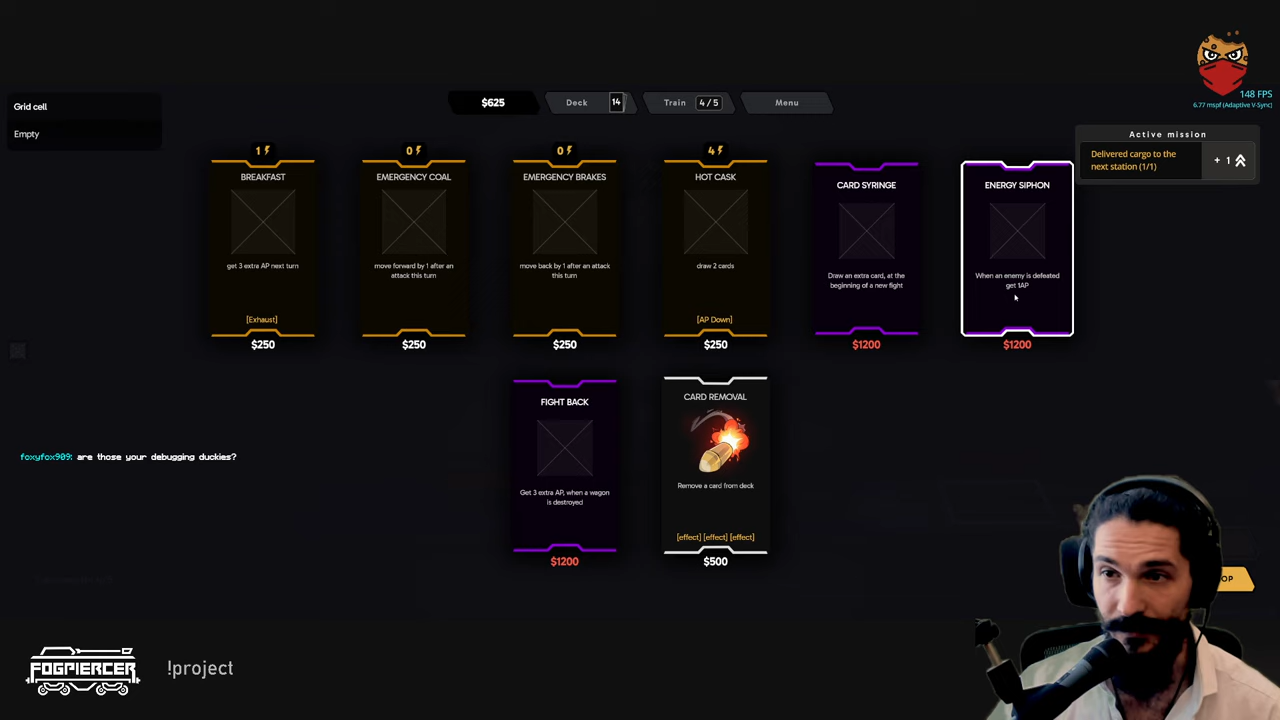 148 FPS
6.77 mspf (Adaptive V-Sync)
Grid cell
Empty
$625
Deck 14
Train 4 / 5
Menu
Active mission
Delivered cargo to the
next station (1/1)
+ 1
1
BREAKFAST
get 3 extra AP next turn
[Exhaust]
$250
0
EMERGENCY COAL
move forward by 1 after an
attack this turn
$250
0
EMERGENCY BRAKES
move back by 1 after an attack
this turn
$250
4
HOT CASK
draw 2 cards
[AP Down]
$250
CARD SYRINGE
Draw an extra card, at the
beginning of a new fight
$1200
ENERGY SIPHON
When an enemy is defeated
get 1AP
$1200
FIGHT BACK
Get 3 extra AP, when a wagon
is destroyed
$1200
CARD REMOVAL
Remove a card from deck
[effect] [effect] [effect]
$500
foxyfox909: are those your debugging duckies?
OP
FOGPIERCER
!project